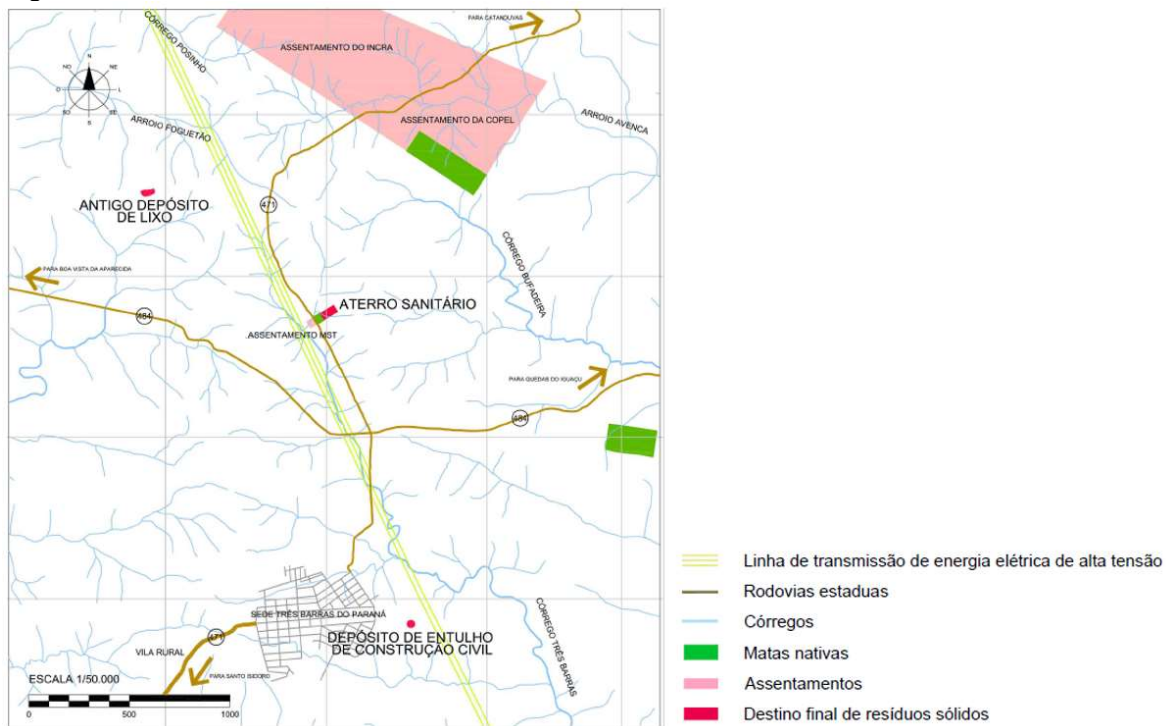 PARA CATANDUVAS
CÓRREGO POSINHO
ASSENTAMENTO DO INCRA
N
NO
NE
O
L
SO
SE
S
ARROIO FOGUETÃO
ASSENTAMENTO DA COPEL
ARROIO AVENCA
ANTIGO DEPÓSITO
DE LIXO
471
CÓRREGO BUFADEIRA
PARA BOA VISTA DA APARECIDA
484
ATERRO SANITÁRIO
ASSENTAMENTO MST
PARA QUEDAS DO IGUAÇU
484
SEDE TRÊS BARRAS DO PARANÁ
CÓRREGO TRÊS BARRAS
471
DEPÓSITO DE ENTULHO
DE CONSTRUÇÃO CIVIL
VILA RURAL
PARA SANTO ISIDORO
ESCALA 1/50.000
0
500
1000
Linha de transmissão de energia elétrica de alta tensão
Rodovias estaduas
Córregos
Matas nativas
Assentamentos
Destino final de resíduos sólidos